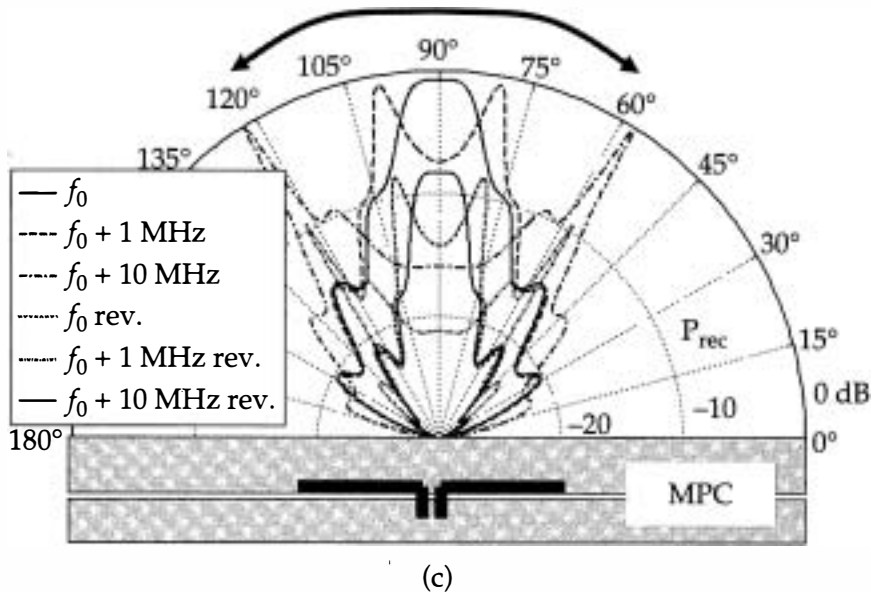 90°
105°
75°
120°
60°
135°
45°
30°
15°
0 dB
0°
180°
f₀
f₀ + 1 MHz
f₀ + 10 MHz
f₀ rev.
f₀ + 1 MHz rev.
f₀ + 10 MHz rev.
P_rec
−10
−20
MPC
(c)